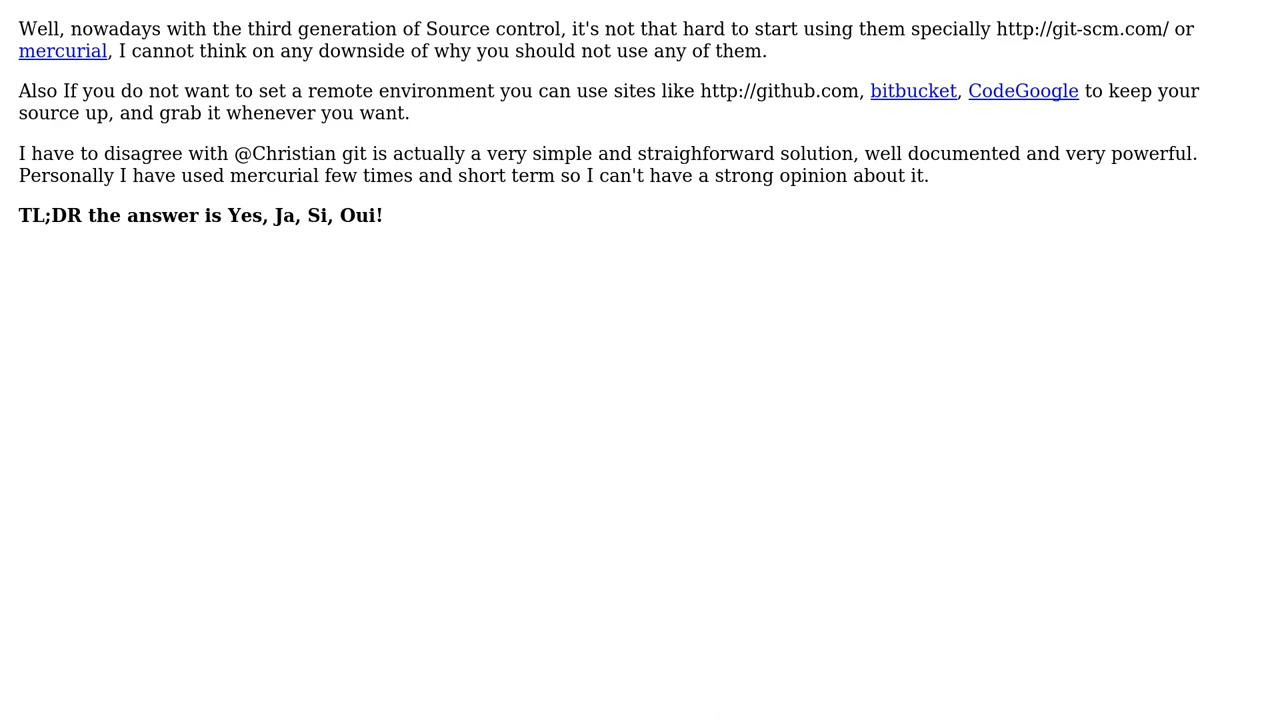 Well, nowadays with the third generation of Source control, it's not that hard to start using them specially http://git-scm.com/ or
mercurial, I cannot think on any downside of why you should not use any of them.
Also If you do not want to set a remote environment you can use sites like http://github.com, bitbucket, CodeGoogle to keep your
source up, and grab it whenever you want.
I have to disagree with @Christian git is actually a very simple and straighforward solution, well documented and very powerful.
Personally I have used mercurial few times and short term so I can't have a strong opinion about it.
TL;DR the answer is Yes, Ja, Si, Oui!